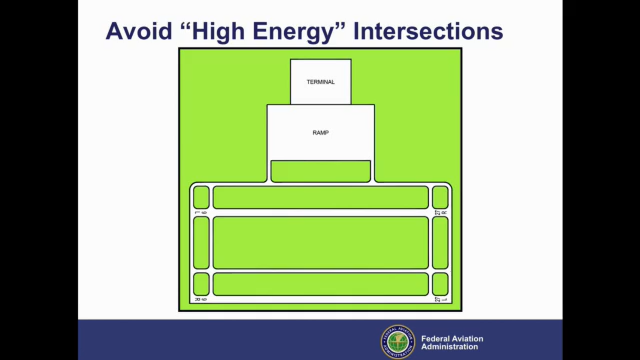 Avoid “High Energy” Intersections
TERMINAL
RAMP
Federal Aviation
Administration